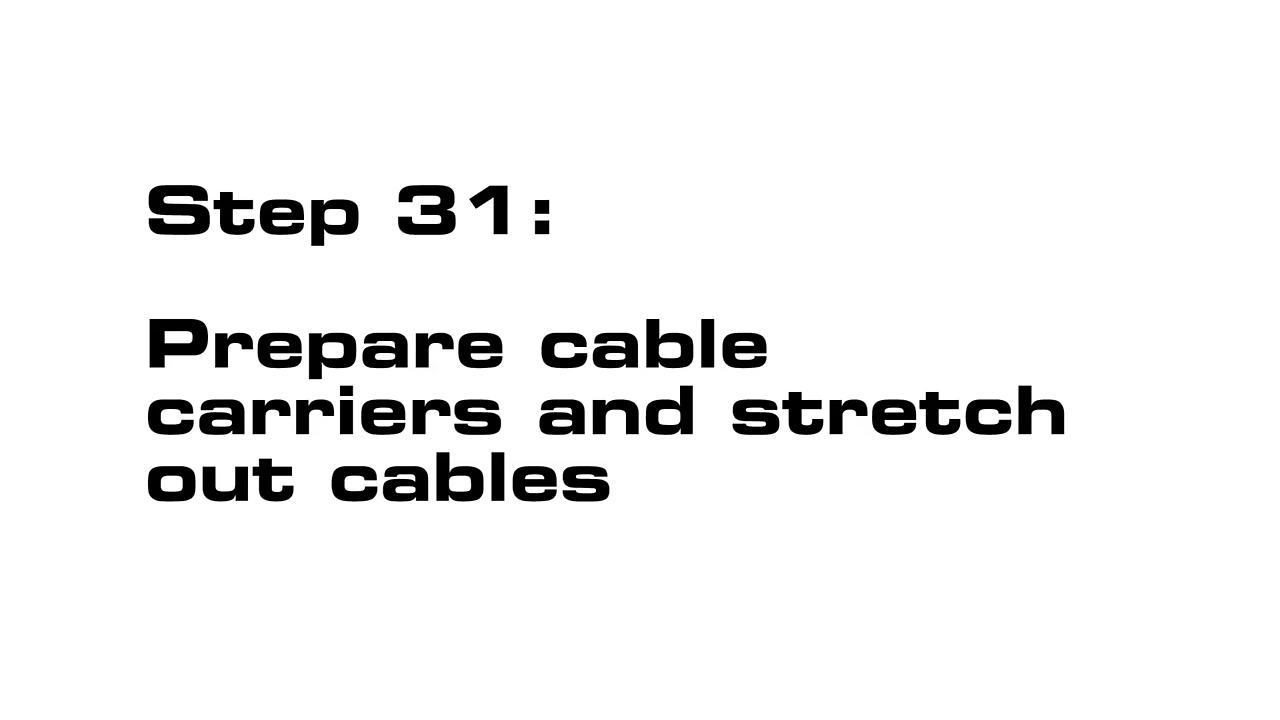 Step 31:
Prepare cable
carriers and stretch
out cables